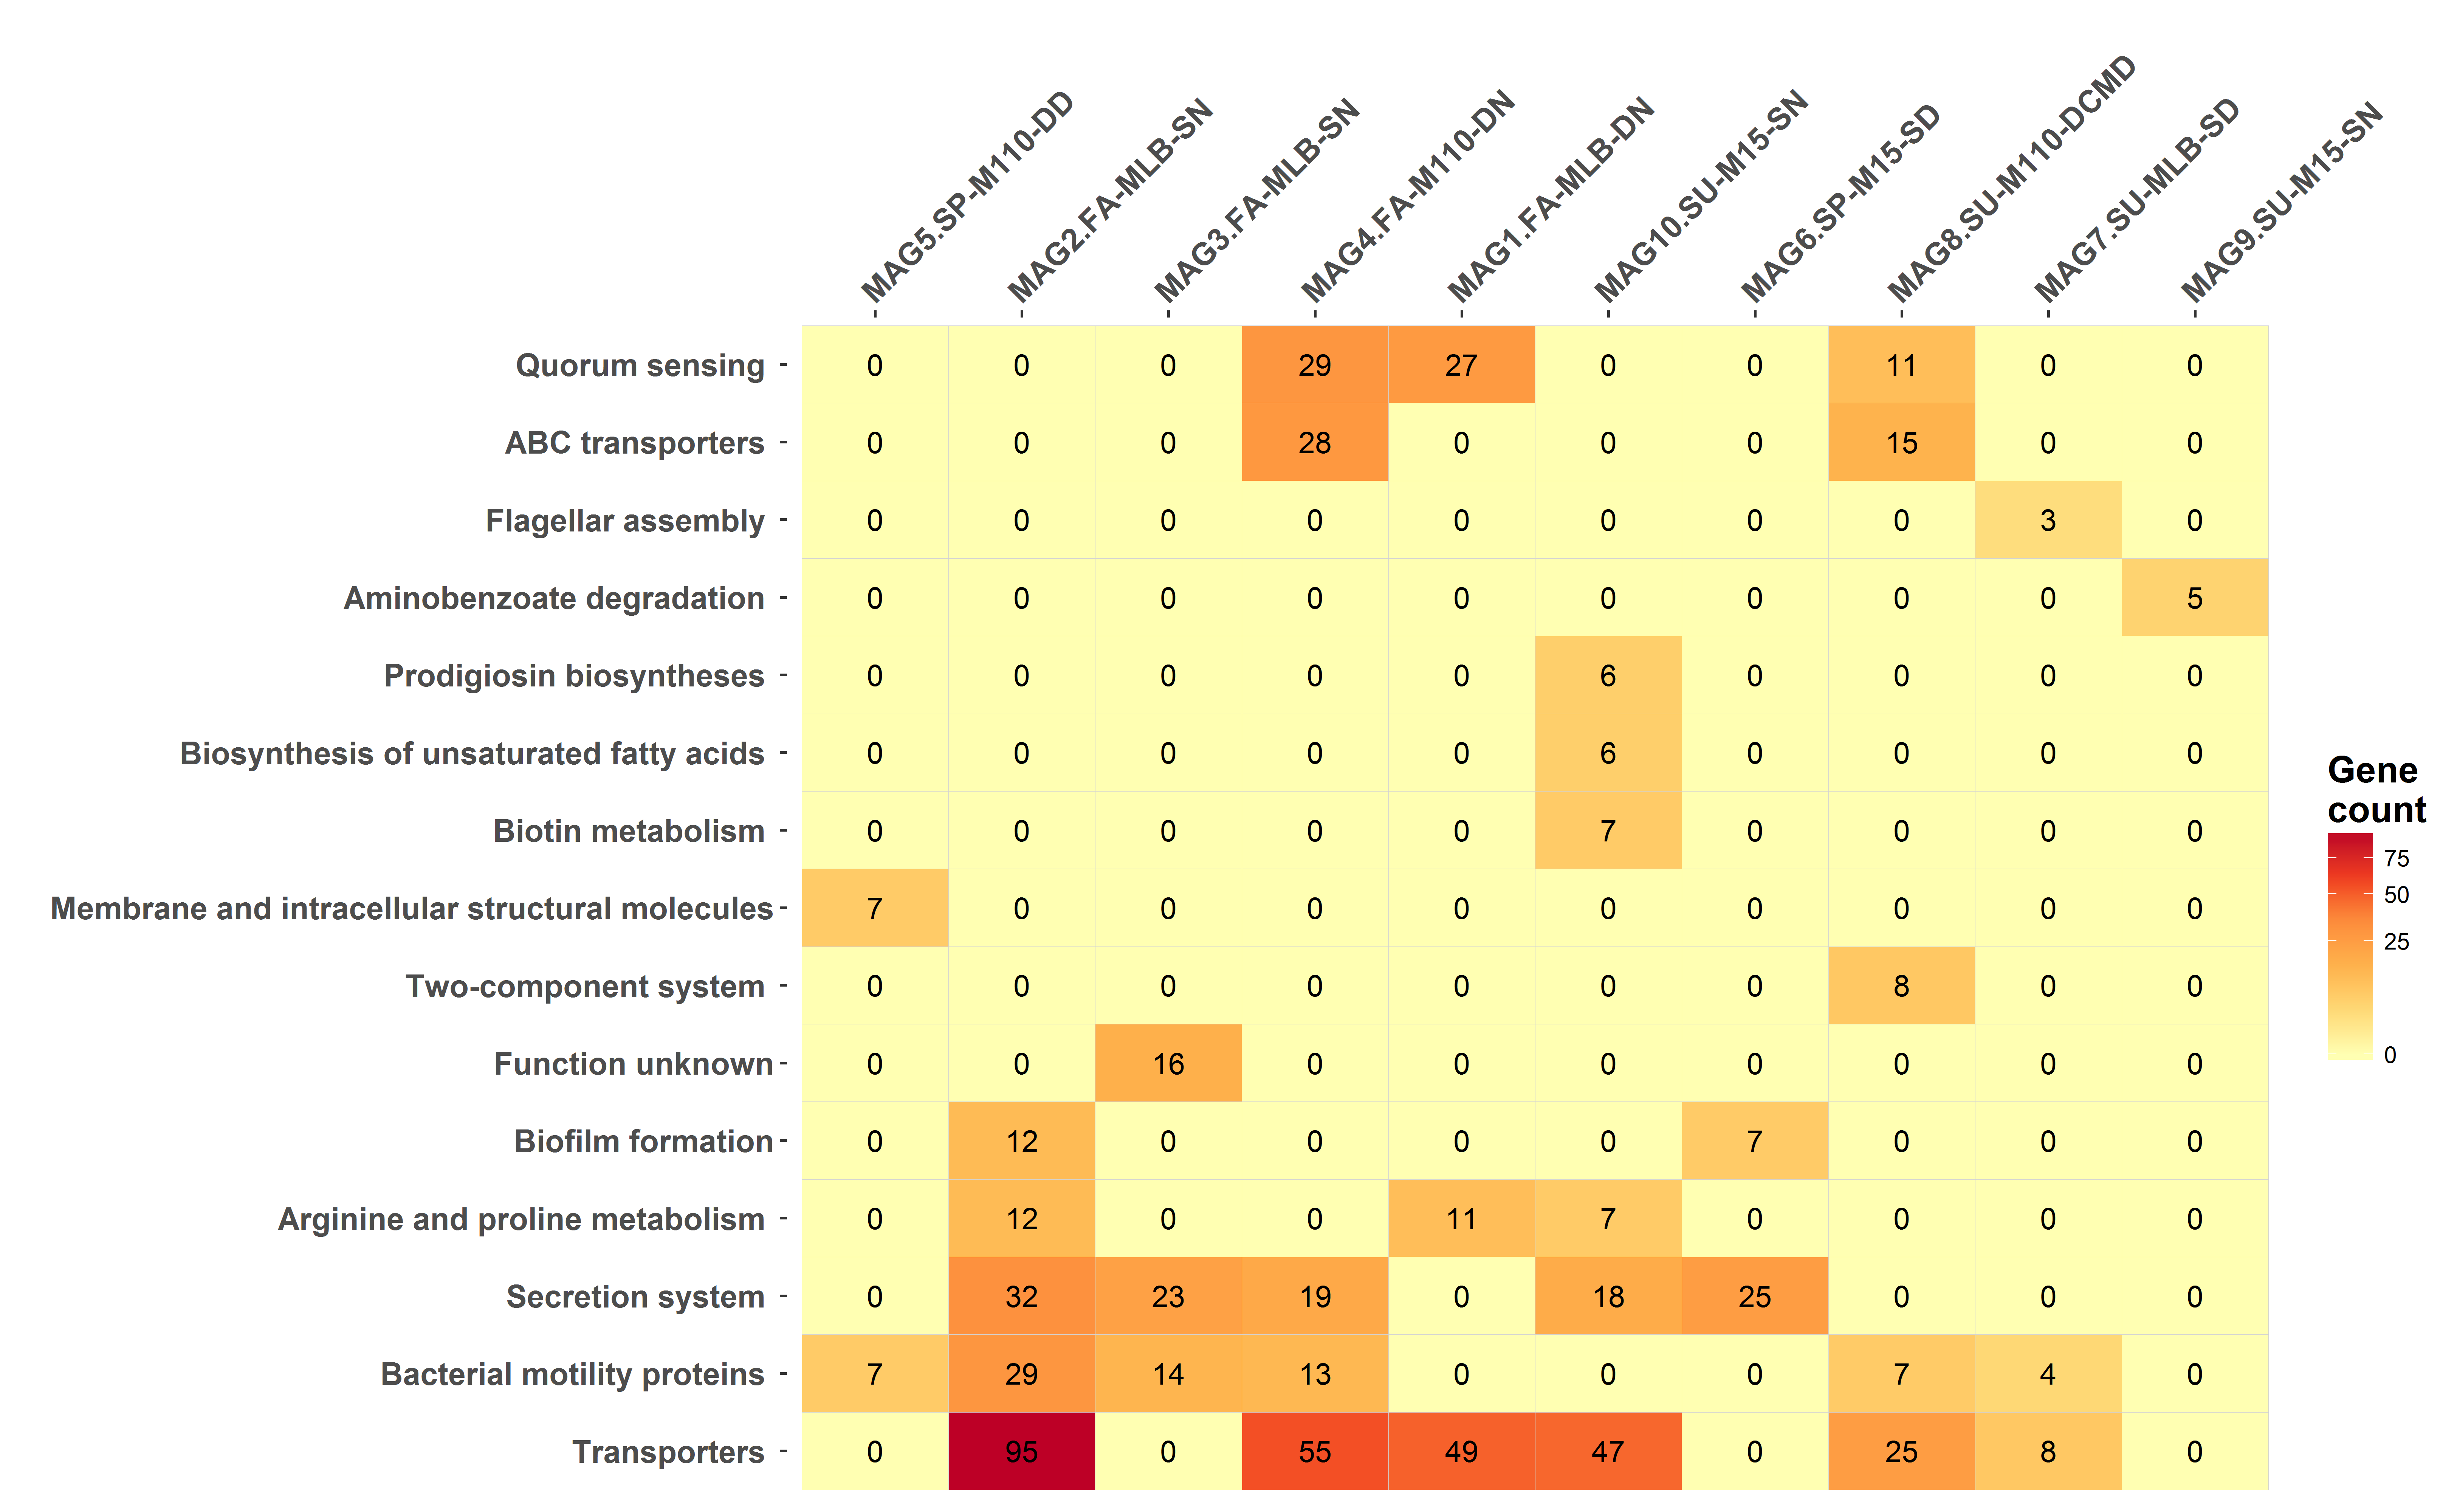 MAG5.SP-M110-DD
MAG2.FA-MLB-SN
MAG3.FA-MLB-SN
MAG4.FA-M110-DN
MAG1.FA-MLB-DN
MAG10.SU-M15-SN
MAG6.SP-M15-SD
MAG8.SU-M110-DCMD
MAG7.SU-MLB-SD
MAG9.SU-M15-SN
Quorum sensing 0 0 0 29 27 0 0 11 0 0
ABC transporters 0 0 0 28 0 0 0 15 0 0
Flagellar assembly 0 0 0 0 0 0 0 0 3 0
Aminobenzoate degradation 0 0 0 0 0 0 0 0 0 5
Prodigiosin biosyntheses 0 0 0 0 0 6 0 0 0 0
Biosynthesis of unsaturated fatty acids 0 0 0 0 0 6 0 0 0 0
Biotin metabolism 0 0 0 0 0 7 0 0 0 0
Membrane and intracellular structural molecules 7 0 0 0 0 0 0 0 0 0
Two-component system 0 0 0 0 0 0 0 8 0 0
Function unknown 0 0 16 0 0 0 0 0 0 0
Biofilm formation 0 12 0 0 0 0 7 0 0 0
Arginine and proline metabolism 0 12 0 0 11 7 0 0 0 0
Secretion system 0 32 23 19 0 18 25 0 0 0
Bacterial motility proteins 7 29 14 13 0 0 0 7 4 0
Transporters 0 95 0 55 49 47 0 25 8 0
Gene
count
75
50
25
0